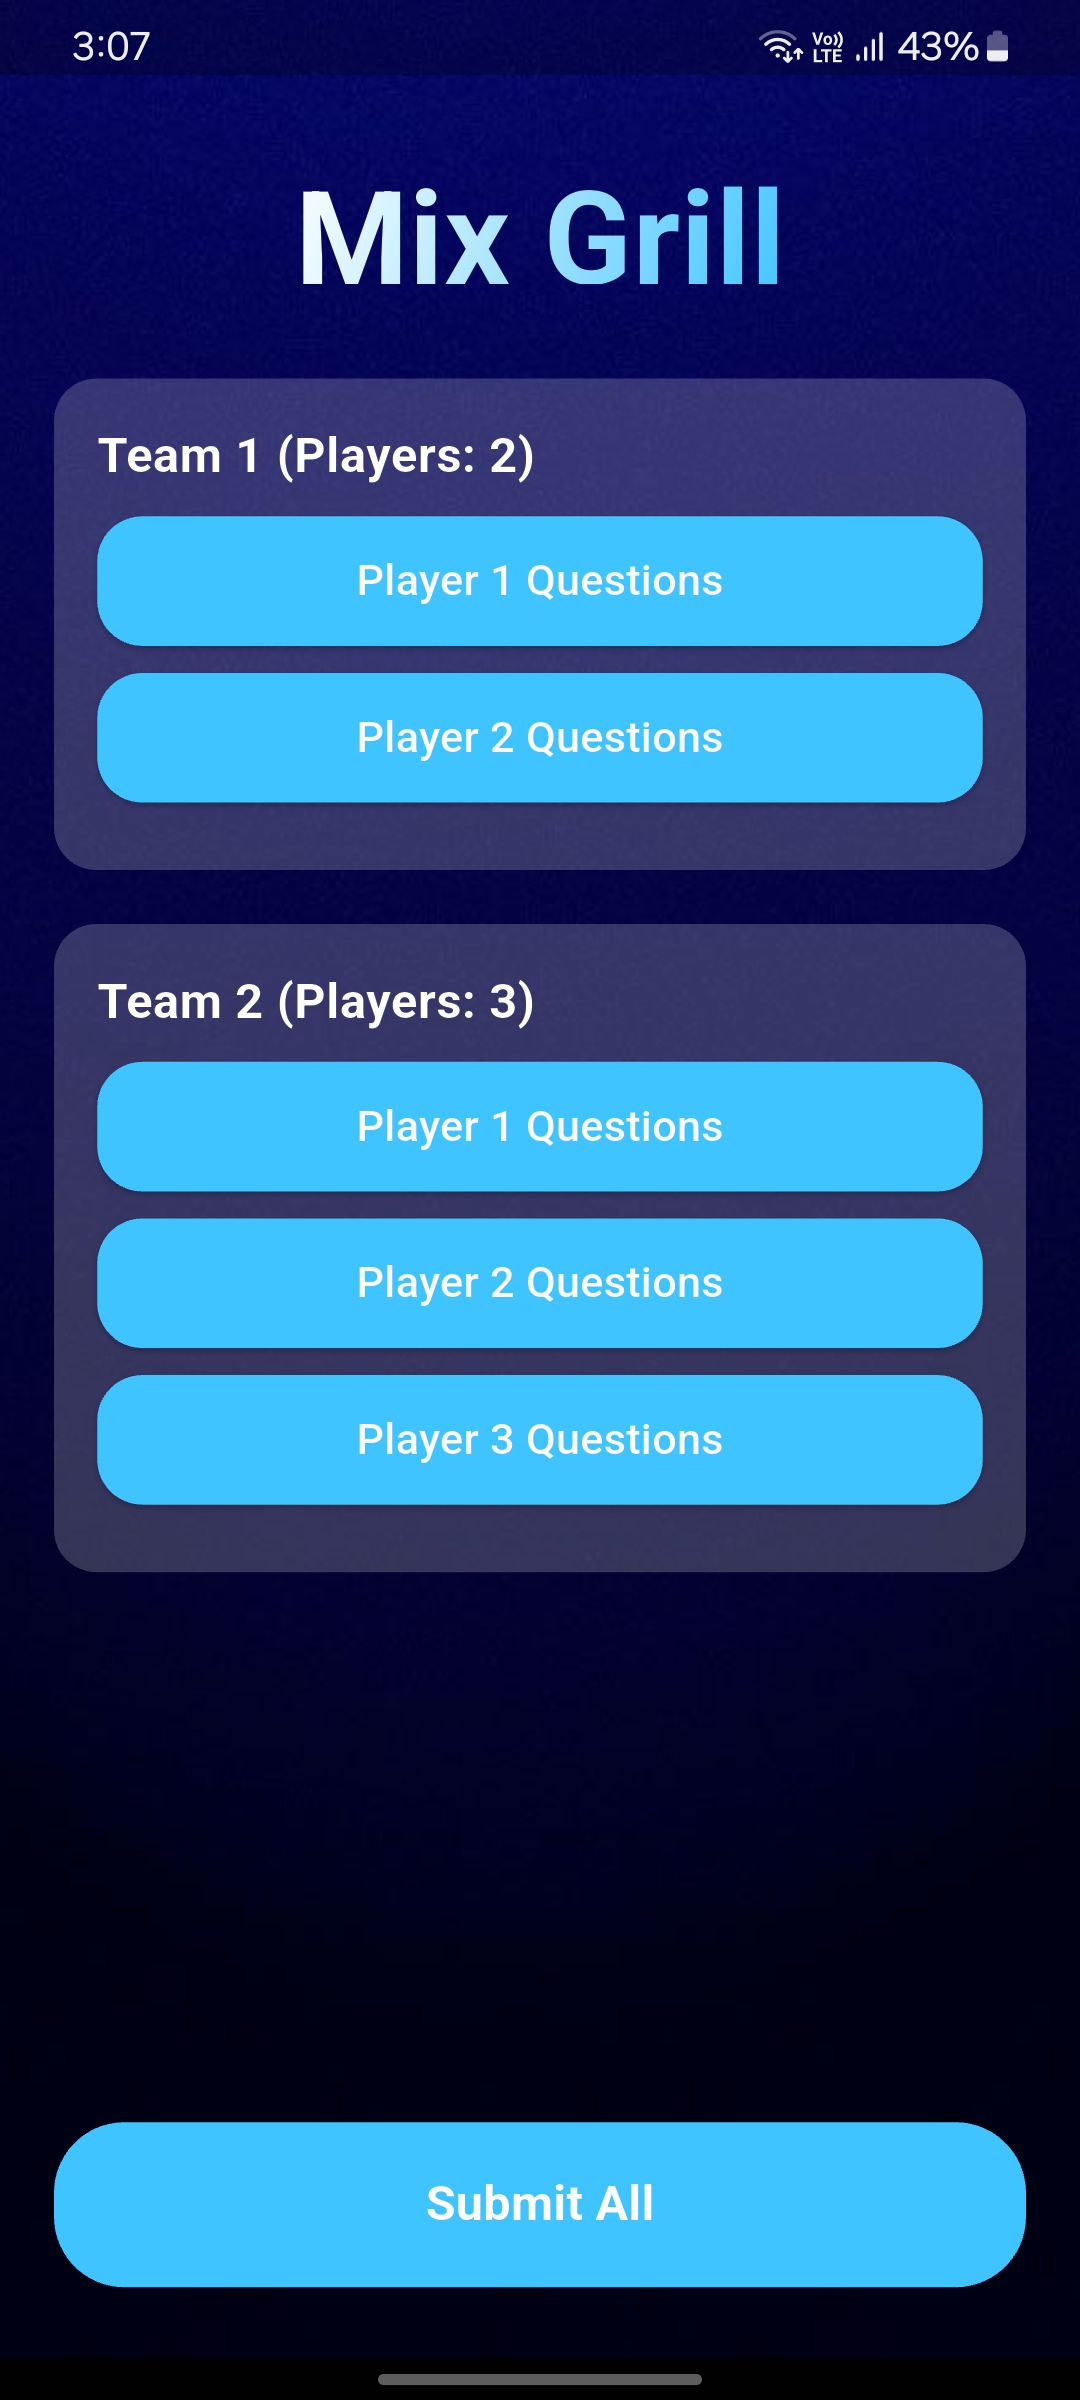 3:07
Vo)) LTE 43%
Mix Grill
Team 1 (Players: 2)
Player 1 Questions
Player 2 Questions
Team 2 (Players: 3)
Player 1 Questions
Player 2 Questions
Player 3 Questions
Submit All